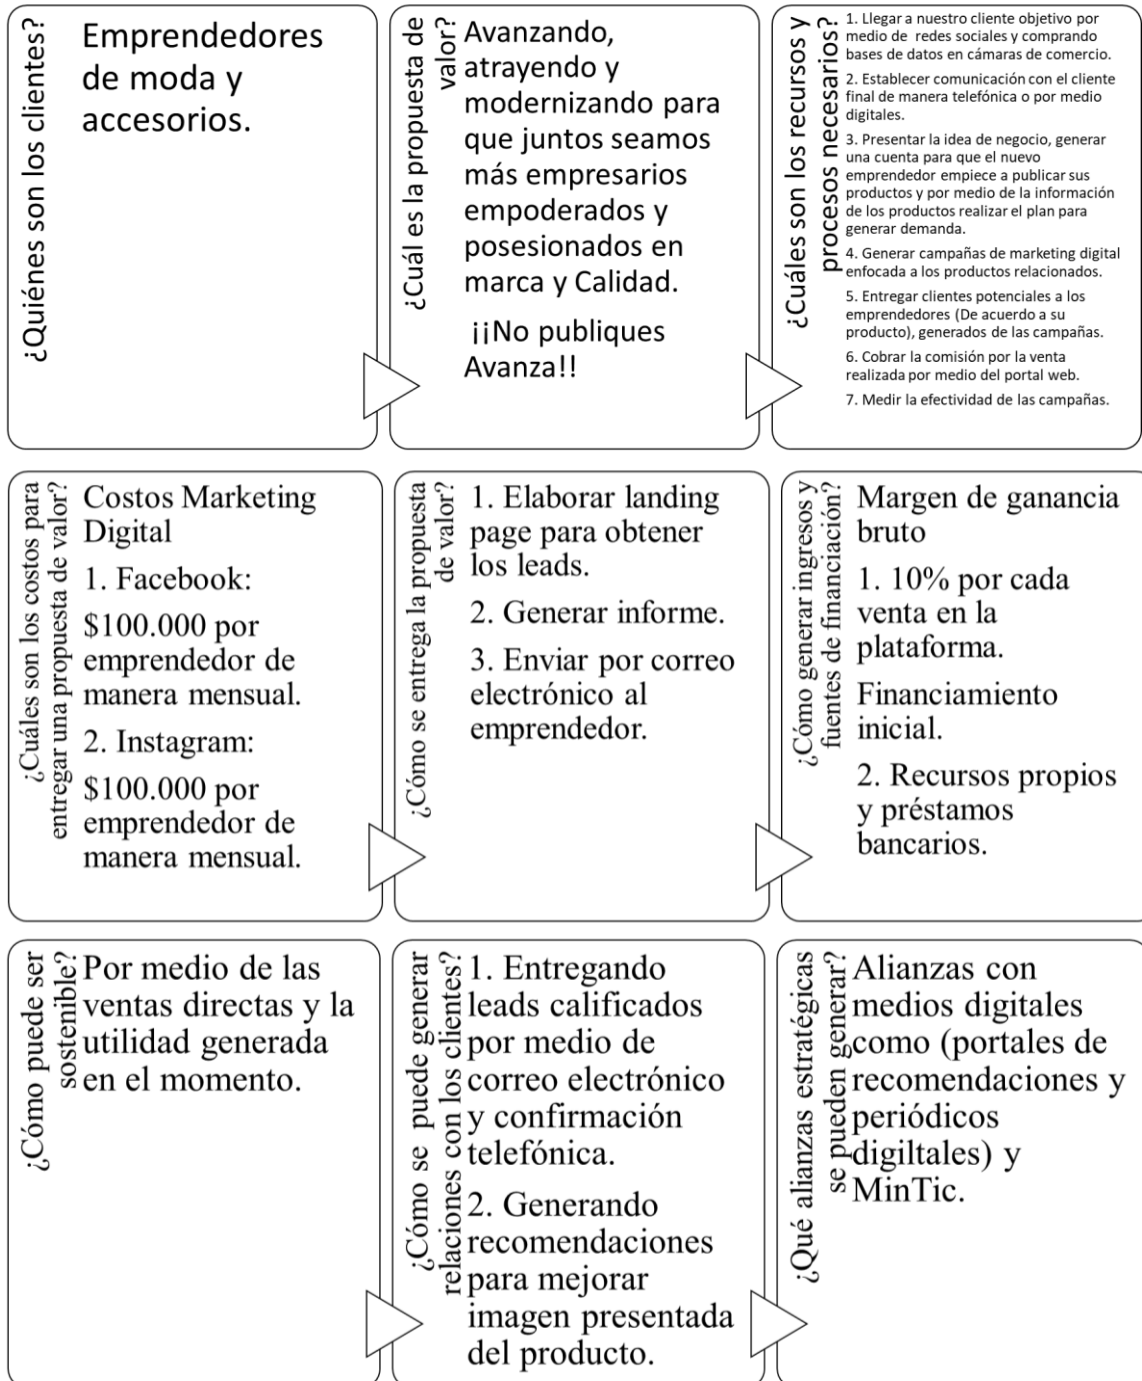 ¿Quiénes son los clientes?
Emprendedores
de moda y
accesorios.
¿Cuál es la propuesta de
valor?
Avanzando,
atrayendo y
modernizando para
que juntos seamos
más empresarios
empoderados y
posesionados en
marca y Calidad.
¡¡No publiques
Avanza!!
¿Cuáles son los recursos y
procesos necesarios?
1. Llegar a nuestro cliente objetivo por
medio de redes sociales y comprando
bases de datos en cámaras de comercio.
2. Establecer comunicación con el cliente
final de manera telefónica o por medio
digitales.
3. Presentar la idea de negocio, generar
una cuenta para que el nuevo
emprendedor empiece a publicar sus
productos y por medio de la información
de los productos realizar el plan para
generar demanda.
4. Generar campañas de marketing digital
enfocada a los productos relacionados.
5. Entregar clientes potenciales a los
emprendedores (De acuerdo a su
producto), generados de las campañas.
6. Cobrar la comisión por la venta
realizada por medio del portal web.
7. Medir la efectividad de las campañas.
¿Cuáles son los costos para
entregar una propuesta de valor?
Costos Marketing
Digital
1. Facebook:
$100.000 por
emprendedor de
manera mensual.
2. Instagram:
$100.000 por
emprendedor de
manera mensual.
¿Cómo se entrega la propuesta
de valor?
1. Elaborar landing
page para obtener
los leads.
2. Generar informe.
3. Enviar por correo
electrónico al
emprendedor.
¿Cómo generar ingresos y
fuentes de financiación?
Margen de ganancia
bruto
1. 10% por cada
venta en la
plataforma.
Financiamiento
inicial.
2. Recursos propios
y préstamos
bancarios.
¿Cómo puede ser
sostenible?
Por medio de las
ventas directas y la
utilidad generada
en el momento.
¿Cómo se puede generar
relaciones con los clientes?
1. Entregando
leads calificados
por medio de
correo electrónico
y confirmación
telefónica.
2. Generando
recomendaciones
para mejorar
imagen presentada
del producto.
¿Qué alianzas estratégicas
se pueden generar?
Alianzas con
medios digitales
como (portales de
recomendaciones y
periódicos
digiltales) y
MinTic.